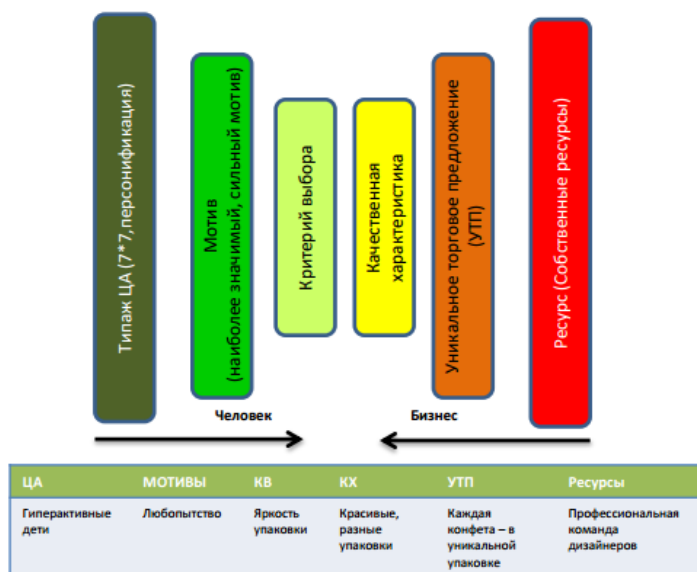 Типаж ЦА (7*7,персонификация)
Мотив
(наиболее значимый, сильный мотив)
Критерий выбора
Качественная
характеристика
Уникальное торговое предложение
(УТП)
Ресурс (Собственные ресурсы)
Человек
Бизнес
ЦА МОТИВЫ КВ КХ УТП Ресурсы
Гиперактивные
дети
Любопытство
Яркость
упаковки
Красивые,
разные
упаковки
Каждая
конфета – в
уникальной
упаковке
Профессиональная
команда
дизайнеров